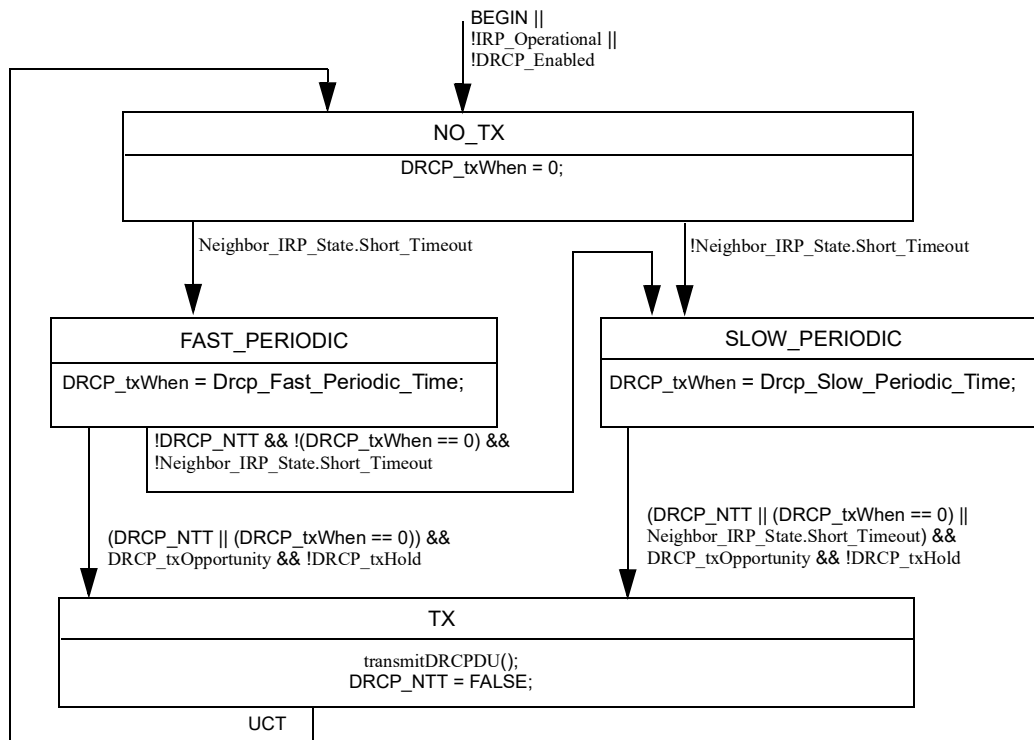 BEGIN ||
!IRP_Operational ||
!DRCP_Enabled
NO_TX
DRCP_txWhen = 0;
Neighbor_IRP_State.Short_Timeout
!Neighbor_IRP_State.Short_Timeout
FAST_PERIODIC
DRCP_txWhen = Drcp_Fast_Periodic_Time;
SLOW_PERIODIC
DRCP_txWhen = Drcp_Slow_Periodic_Time;
!DRCP_NTT && !(DRCP_txWhen == 0) &&
!Neighbor_IRP_State.Short_Timeout
(DRCP_NTT || (DRCP_txWhen == 0)) &&
DRCP_txOpportunity && !DRCP_txHold
(DRCP_NTT || (DRCP_txWhen == 0) ||
Neighbor_IRP_State.Short_Timeout) &&
DRCP_txOpportunity && !DRCP_txHold
TX
transmitDRCPDU();
DRCP_NTT = FALSE;
UCT